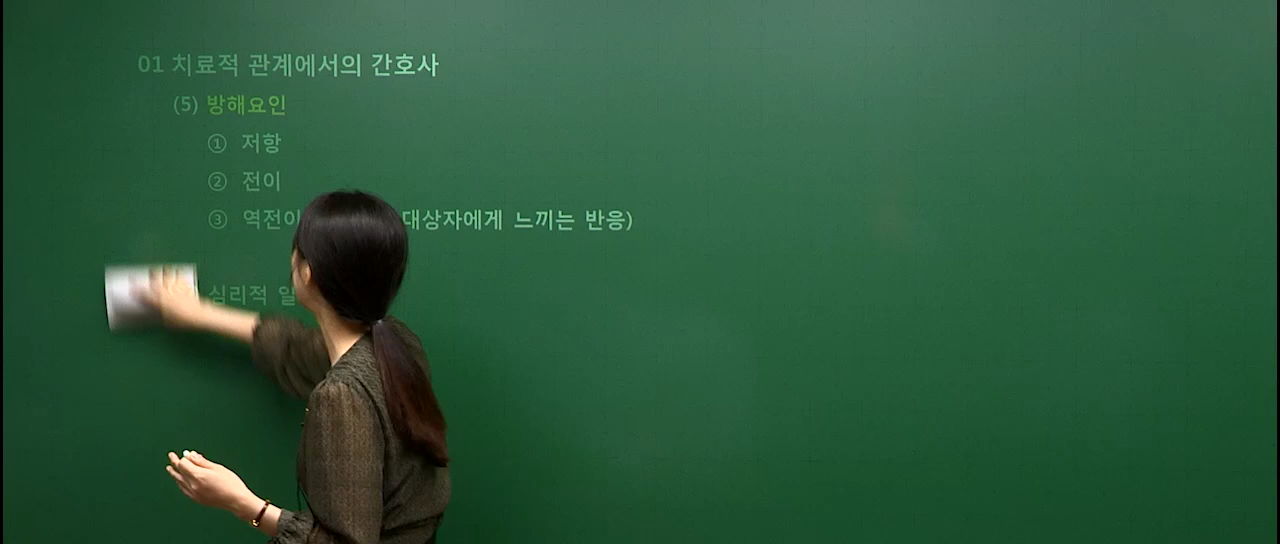 01 치료적 관계에서의 간호사
(5) 방해요인
① 저항
② 전이
③ 역전이 대상자에게 느끼는 반응)
심리적